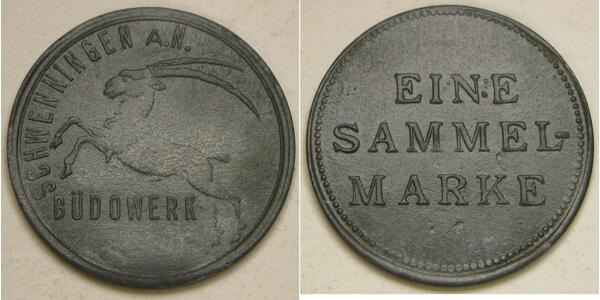 SCHWENNINGEN A.N.
BÜDOWERK
EINE
SAMMEL-
MARKE